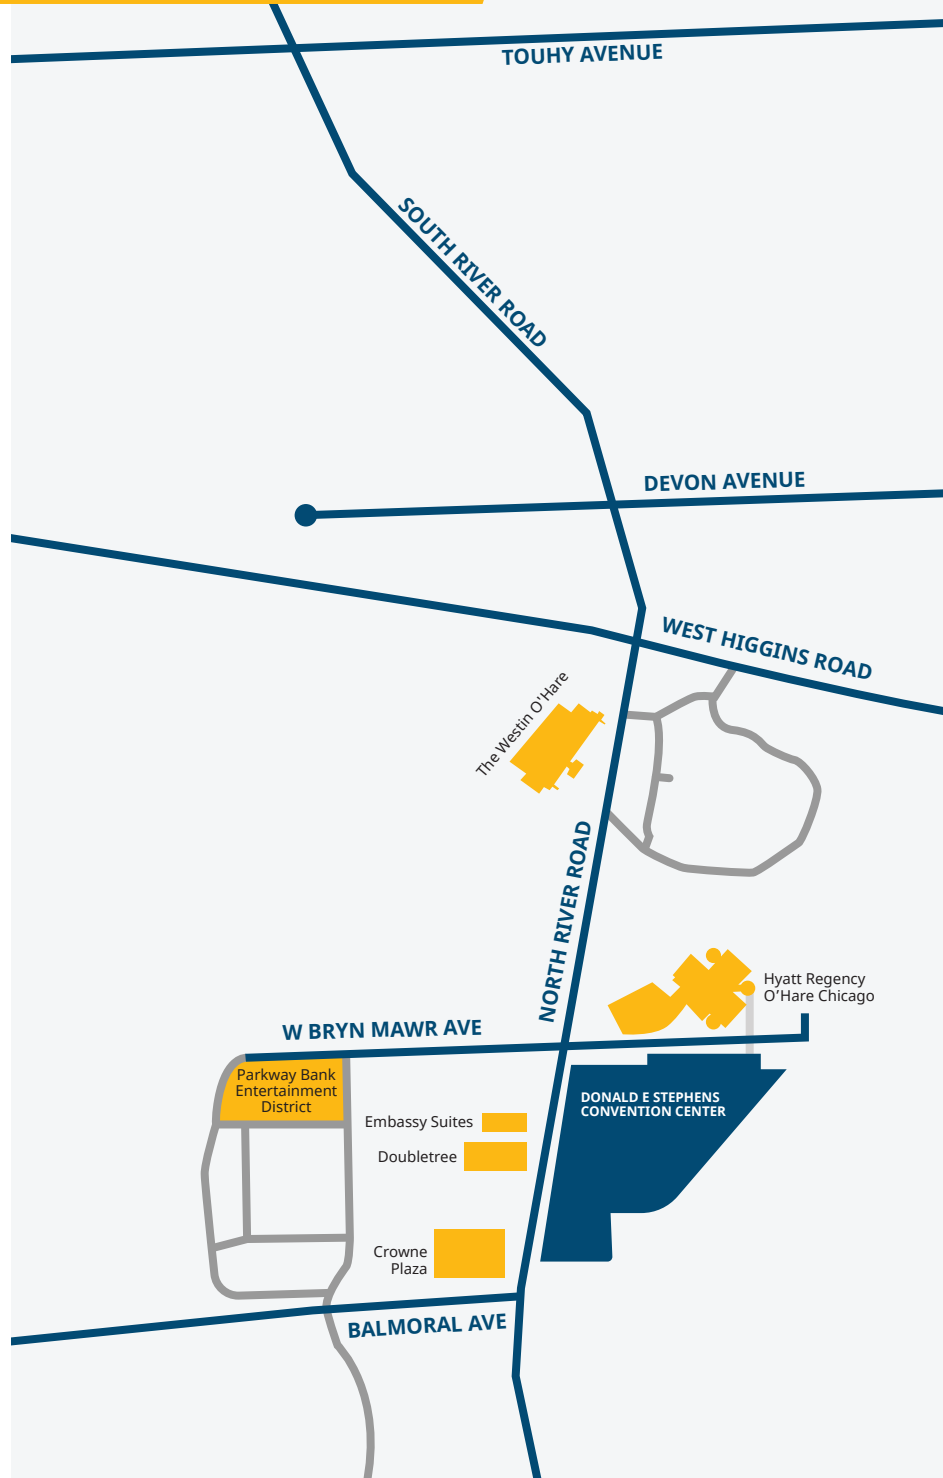 TOUHY AVENUE
SOUTH RIVER ROAD
DEVON AVENUE
WEST HIGGINS ROAD
The Westin O'Hare
NORTH RIVER ROAD
Hyatt Regency
O’Hare Chicago
W BRYN MAWR AVE
Parkway Bank
Entertainment
District
DONALD E STEPHENS
CONVENTION CENTER
Embassy Suites
Doubletree
Crowne
Plaza
BALMORAL AVE